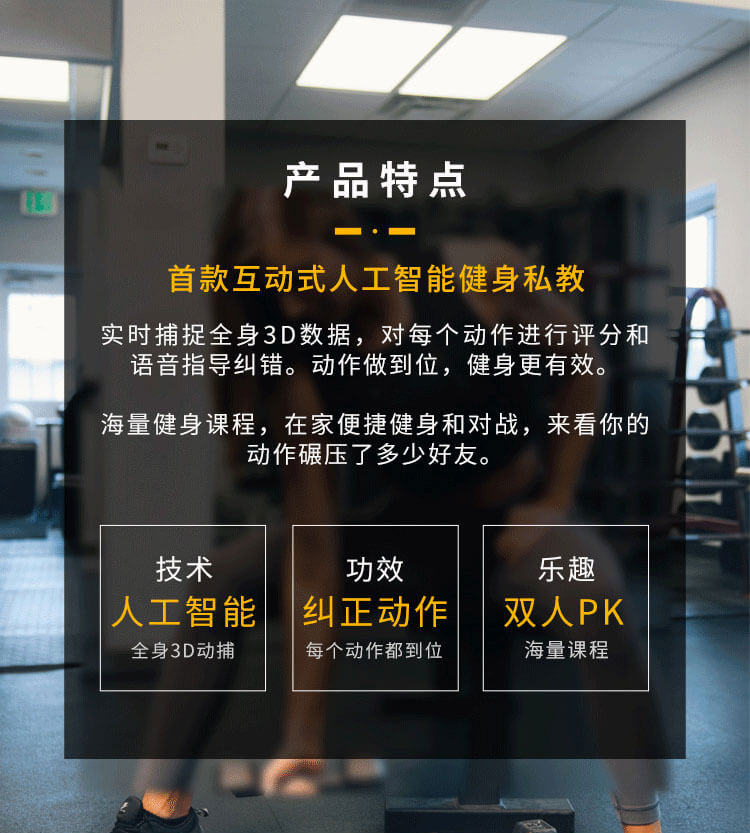 产品特点
首款互动式人工智能健身私教
实时捕捉全身3D数据，对每个动作进行评分和
语音指导纠错。动作做到位，健身更有效。
海量健身课程，在家便捷健身和对战，来看你的
动作碾压了多少好友。
技术
人工智能
全身3D动捕
功效
纠正动作
每个动作都到位
乐趣
双人PK
海量课程